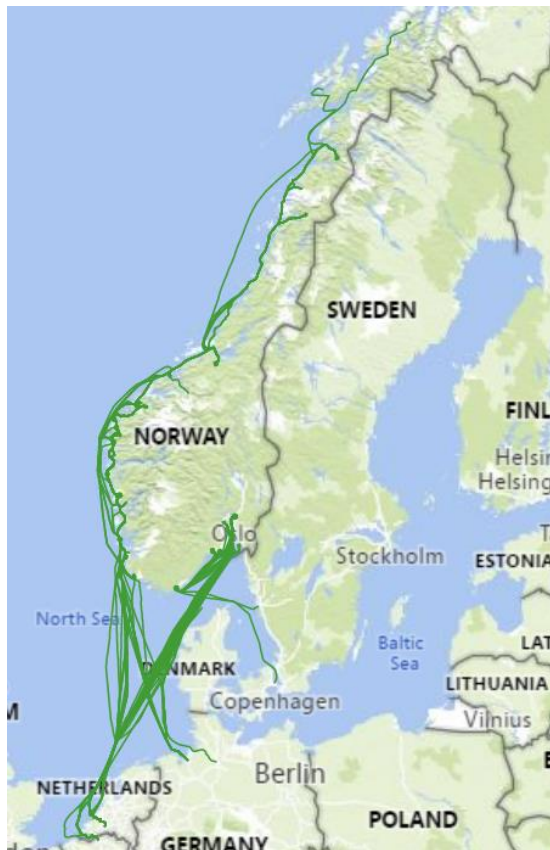 SWEDEN
FINL
NORWAY
Helsin
Helsing
Oslo
Stockholm
ESTONIA
North Sea
Baltic
Sea
LAT
DENMARK
LITHUANIA
Copenhagen
Vilnius
M
Berlin
NETHERLANDS
POLAND
GERMANY